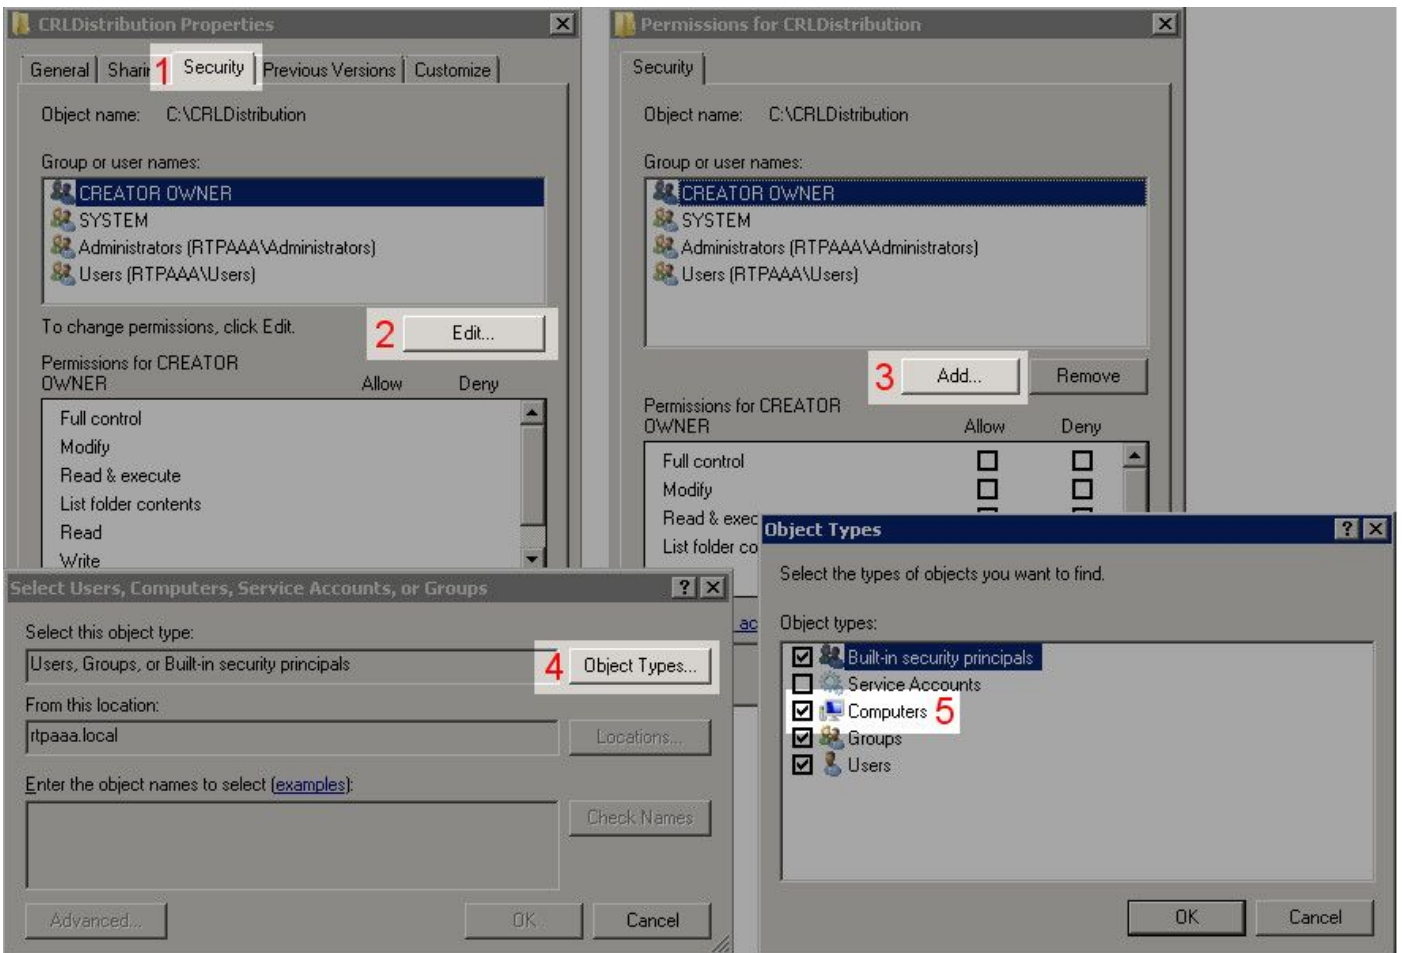 CRLDistribution Properties
General Sharin 1 Security Previous Versions Customize
Object name: C:\CRLDistribution
Group or user names:
CREATOR OWNER
SYSTEM
Administrators (RTPAAA\Administrators)
Users (RTPAAA\Users)
To change permissions, click Edit.
2 Edit...
Permissions for CREATOR
OWNER Allow Deny
Full control
Modify
Read & execute
List folder contents
Read
Write
Permissions for CRLDistribution
Security
Object name: C:\CRLDistribution
Group or user names:
CREATOR OWNER
SYSTEM
Administrators (RTPAAA\Administrators)
Users (RTPAAA\Users)
3 Add... Remove
Permissions for CREATOR
OWNER Allow Deny
Full control
Modify
Read & exec
List folder co
ac
Select Users, Computers, Service Accounts, or Groups
Select this object type:
Users, Groups, or Built-in security principals 4 Object Types...
From this location:
rtpaaa.local Locations...
Enter the object names to select (examples):
Check Names
Advanced... OK Cancel
Object Types
Select the types of objects you want to find.
Object types:
Built-in security principals
Service Accounts
Computers 5
Groups
Users
OK Cancel